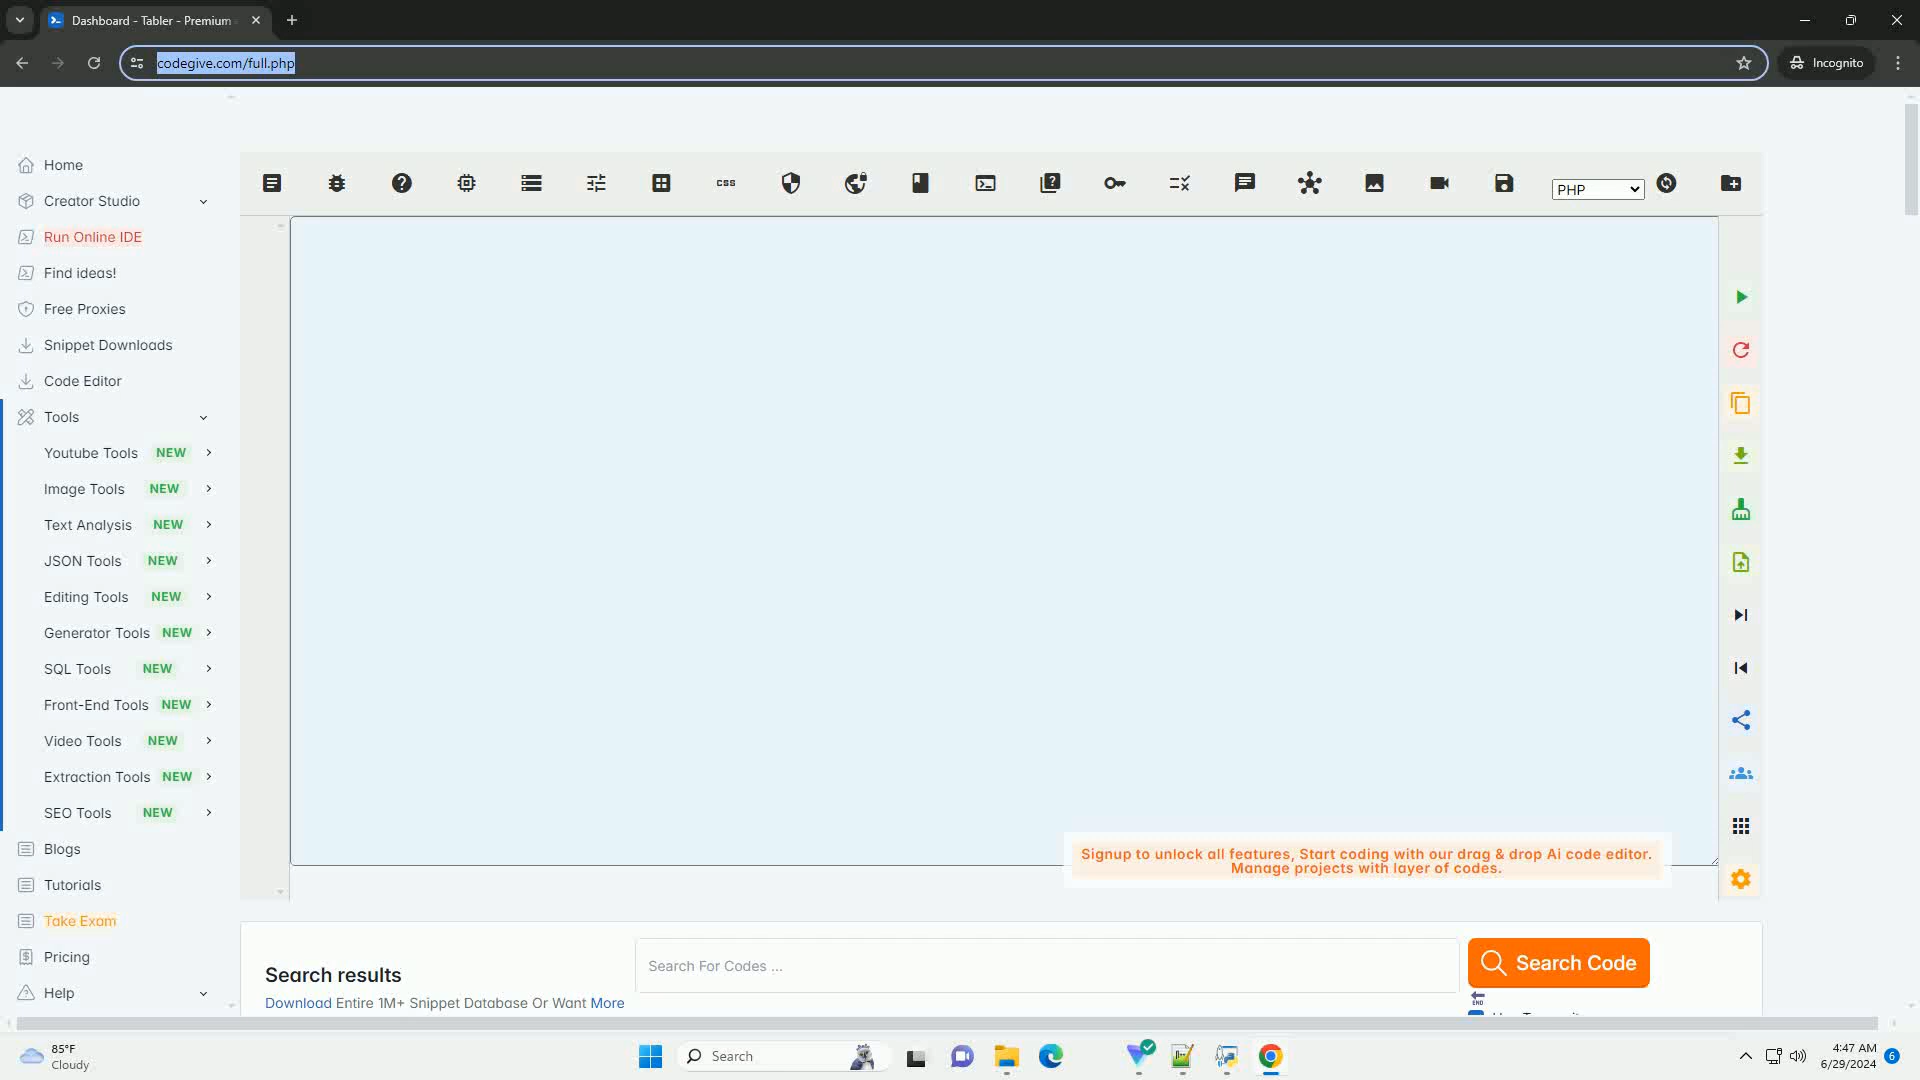 Dashboard - Tabler - Premium
codegive.com/full.php
Incognito
Home
Creator Studio
Run Online IDE
Find ideas!
Free Proxies
Snippet Downloads
Code Editor
Tools
Youtube Tools NEW
Image Tools NEW
Text Analysis NEW
JSON Tools NEW
Editing Tools NEW
Generator Tools NEW
SQL Tools NEW
Front-End Tools NEW
Video Tools NEW
Extraction Tools NEW
SEO Tools NEW
Blogs
Tutorials
Take Exam
Pricing
Help
css
PHP
Signup to unlock all features, Start coding with our drag & drop Ai code editor.
Manage projects with layer of codes.
Search results
Search For Codes ...
Search Code
END
Download Entire 1M+ Snippet Database Or Want More
85°F
Cloudy
Search
4:47 AM
6/29/2024
6